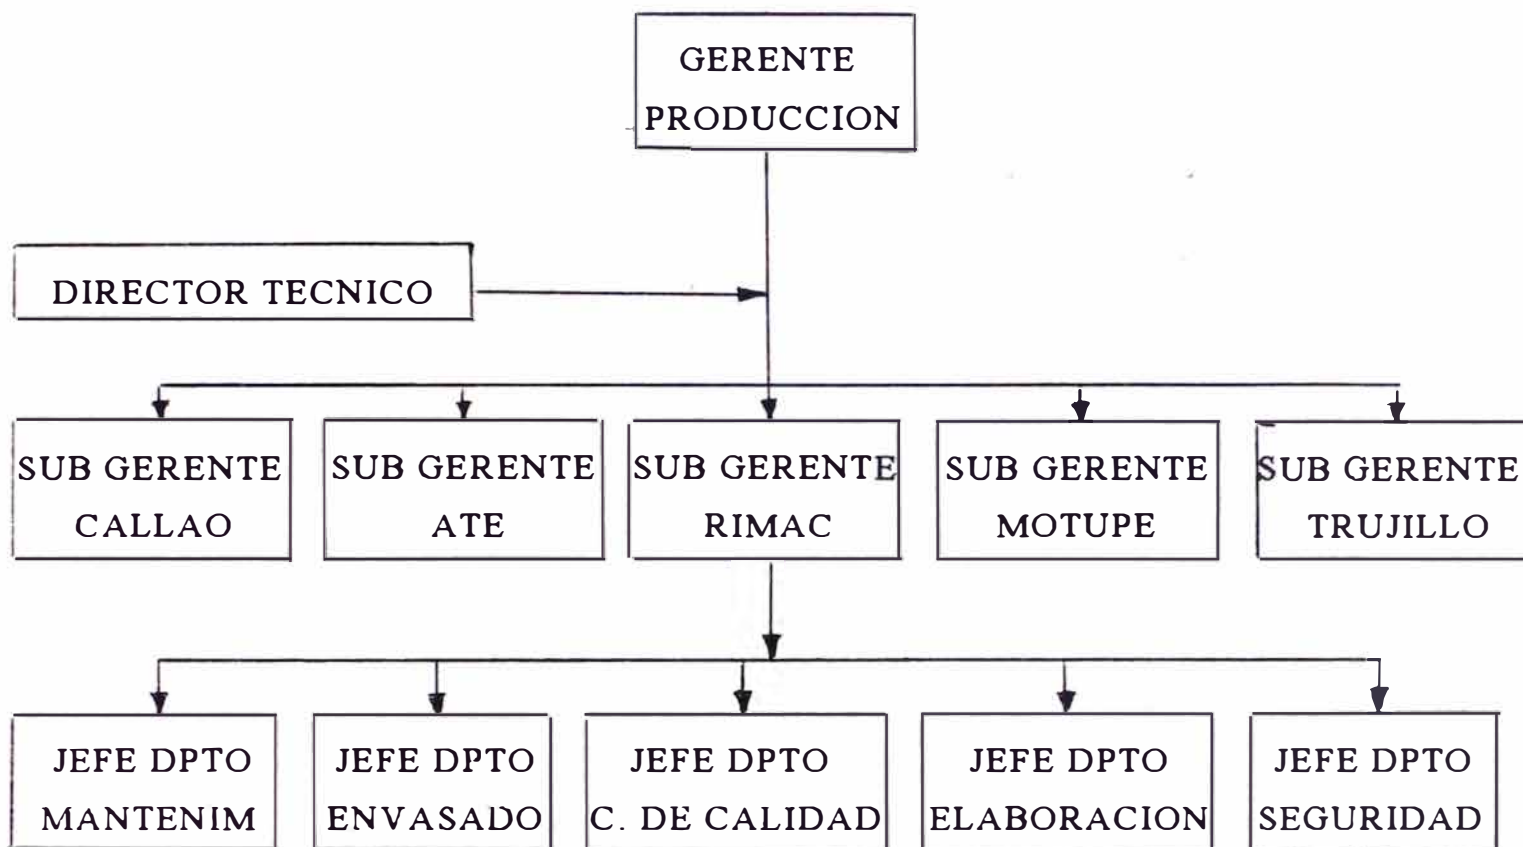 GERENTE
PRODUCCION
DIRECTOR TECNICO
SUB GERENTE
CALLAO
SUB GERENTE
ATE
SUB GERENTE
RIMAC
SUB GERENTE
MOTUPE
SUB GERENTE
TRUJILLO
JEFE DPTO
MANTENIM
JEFE DPTO
ENVASADO
JEFE DPTO
C. DE CALIDAD
JEFE DPTO
ELABORACION
JEFE DPTO
SEGURIDAD